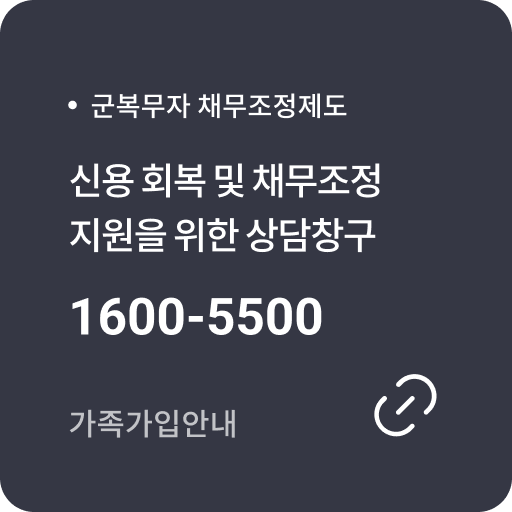 • 군복무자 채무조정제도
신용 회복 및 채무조정
지원을 위한 상담창구
1600-5500
가족가입안내